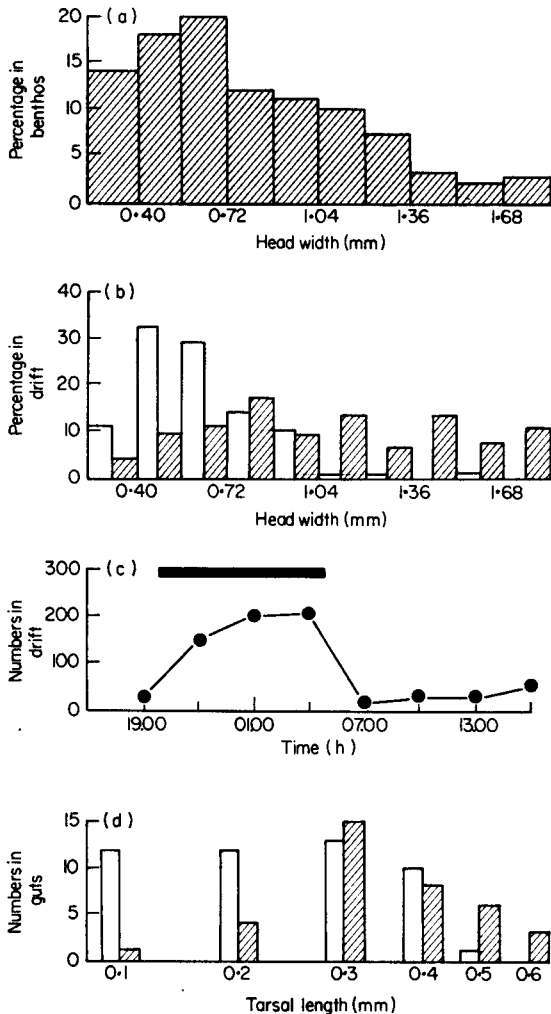 (a)
Percentage in
benthos
20
15
10
5
0
0·40 0·72 1·04 1·36 1·68
Head width (mm)
(b)
Percentage in
drift
40
30
20
10
0
0·40 0·72 1·04 1·36 1·68
Head width (mm)
(c)
Numbers in
drift
300
200
100
0
19.00 01.00 07.00 13.00
Time (h)
(d)
Numbers in
guts
15
10
5
0
0·1 0·2 0·3 0·4 0·5 0·6
Tarsal length (mm)